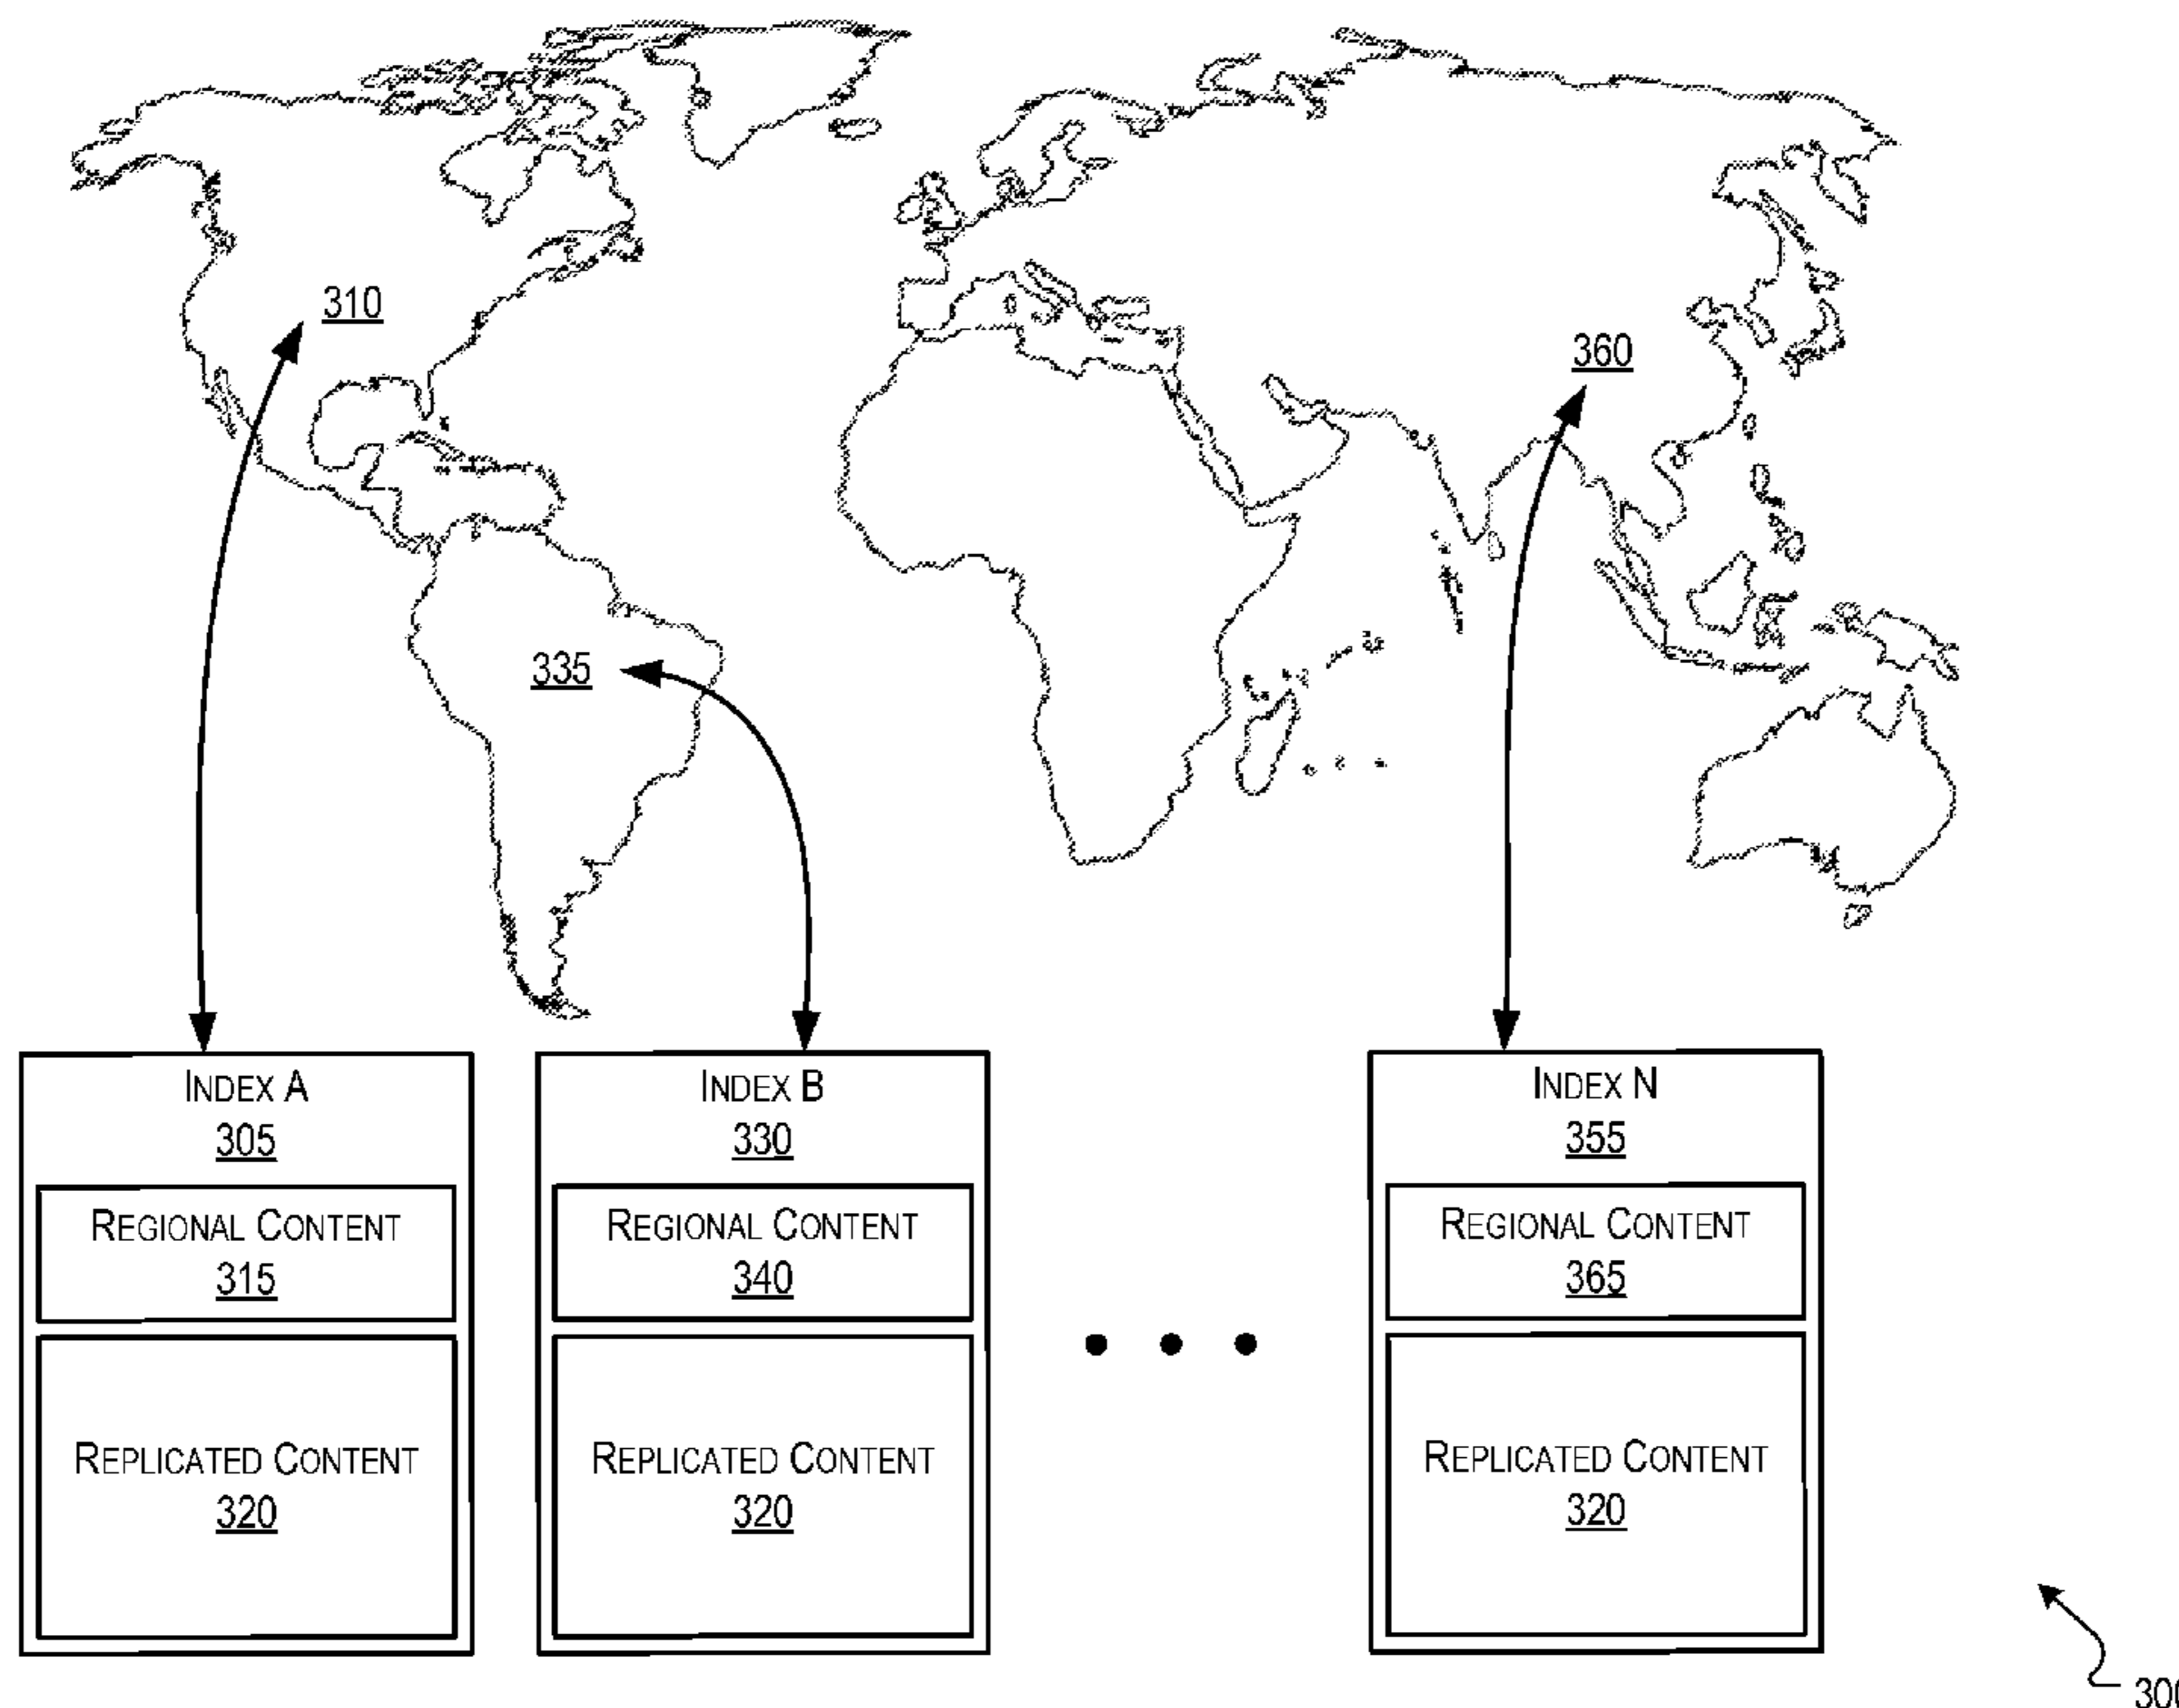 310
360
335
INDEX A
305
REGIONAL CONTENT
315
REPLICATED CONTENT
320
INDEX B
330
REGIONAL CONTENT
340
REPLICATED CONTENT
320
INDEX N
355
REGIONAL CONTENT
365
REPLICATED CONTENT
320
300